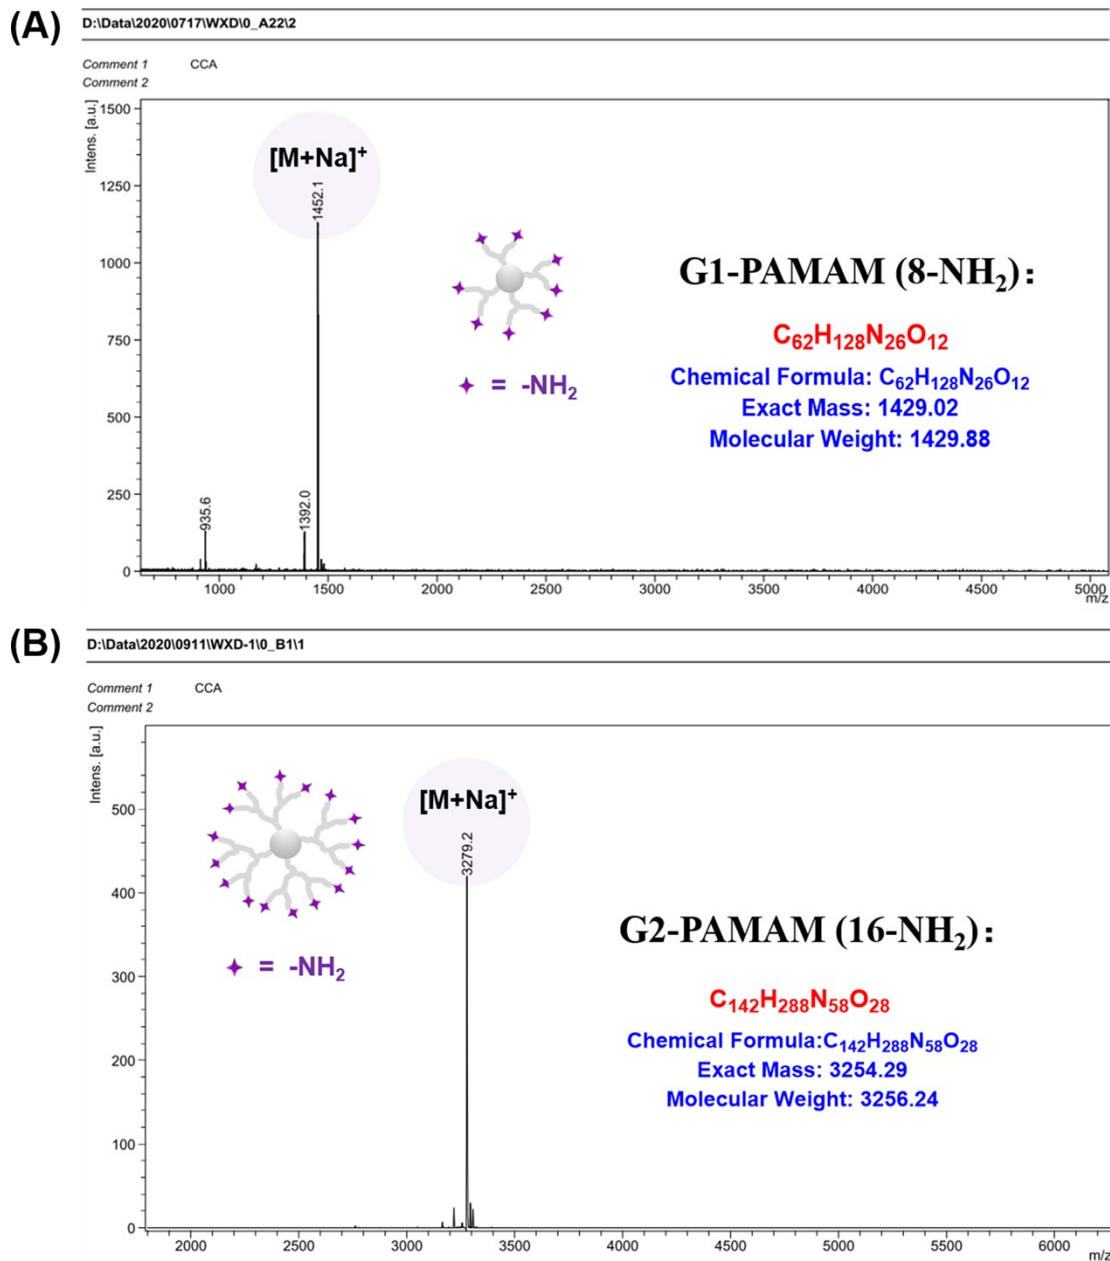 (A)
D:\Data\2020\0717\WXD\0_A22\2
Comment 1 CCA
Comment 2
Intens. [a.u.]
1500
1250
1000
750
500
250
0
[M+Na]⁺
1452.1
935.6
1392.0
✦ = -NH₂
G1-PAMAM (8-NH₂):
C₆₂H₁₂₈N₂₆O₁₂
Chemical Formula: C₆₂H₁₂₈N₂₆O₁₂
Exact Mass: 1429.02
Molecular Weight: 1429.88
1000 1500 2000 2500 3000 3500 4000 4500 5000
m/z
(B)
D:\Data\2020\0911\WXD-1\0_B1\1
Comment 1 CCA
Comment 2
Intens. [a.u.]
500
400
300
200
100
0
[M+Na]⁺
3279.2
✦ = -NH₂
G2-PAMAM (16-NH₂):
C₁₄₂H₂₈₈N₅₈O₂₈
Chemical Formula:C₁₄₂H₂₈₈N₅₈O₂₈
Exact Mass: 3254.29
Molecular Weight: 3256.24
2000 2500 3000 3500 4000 4500 5000 5500 6000
m/z